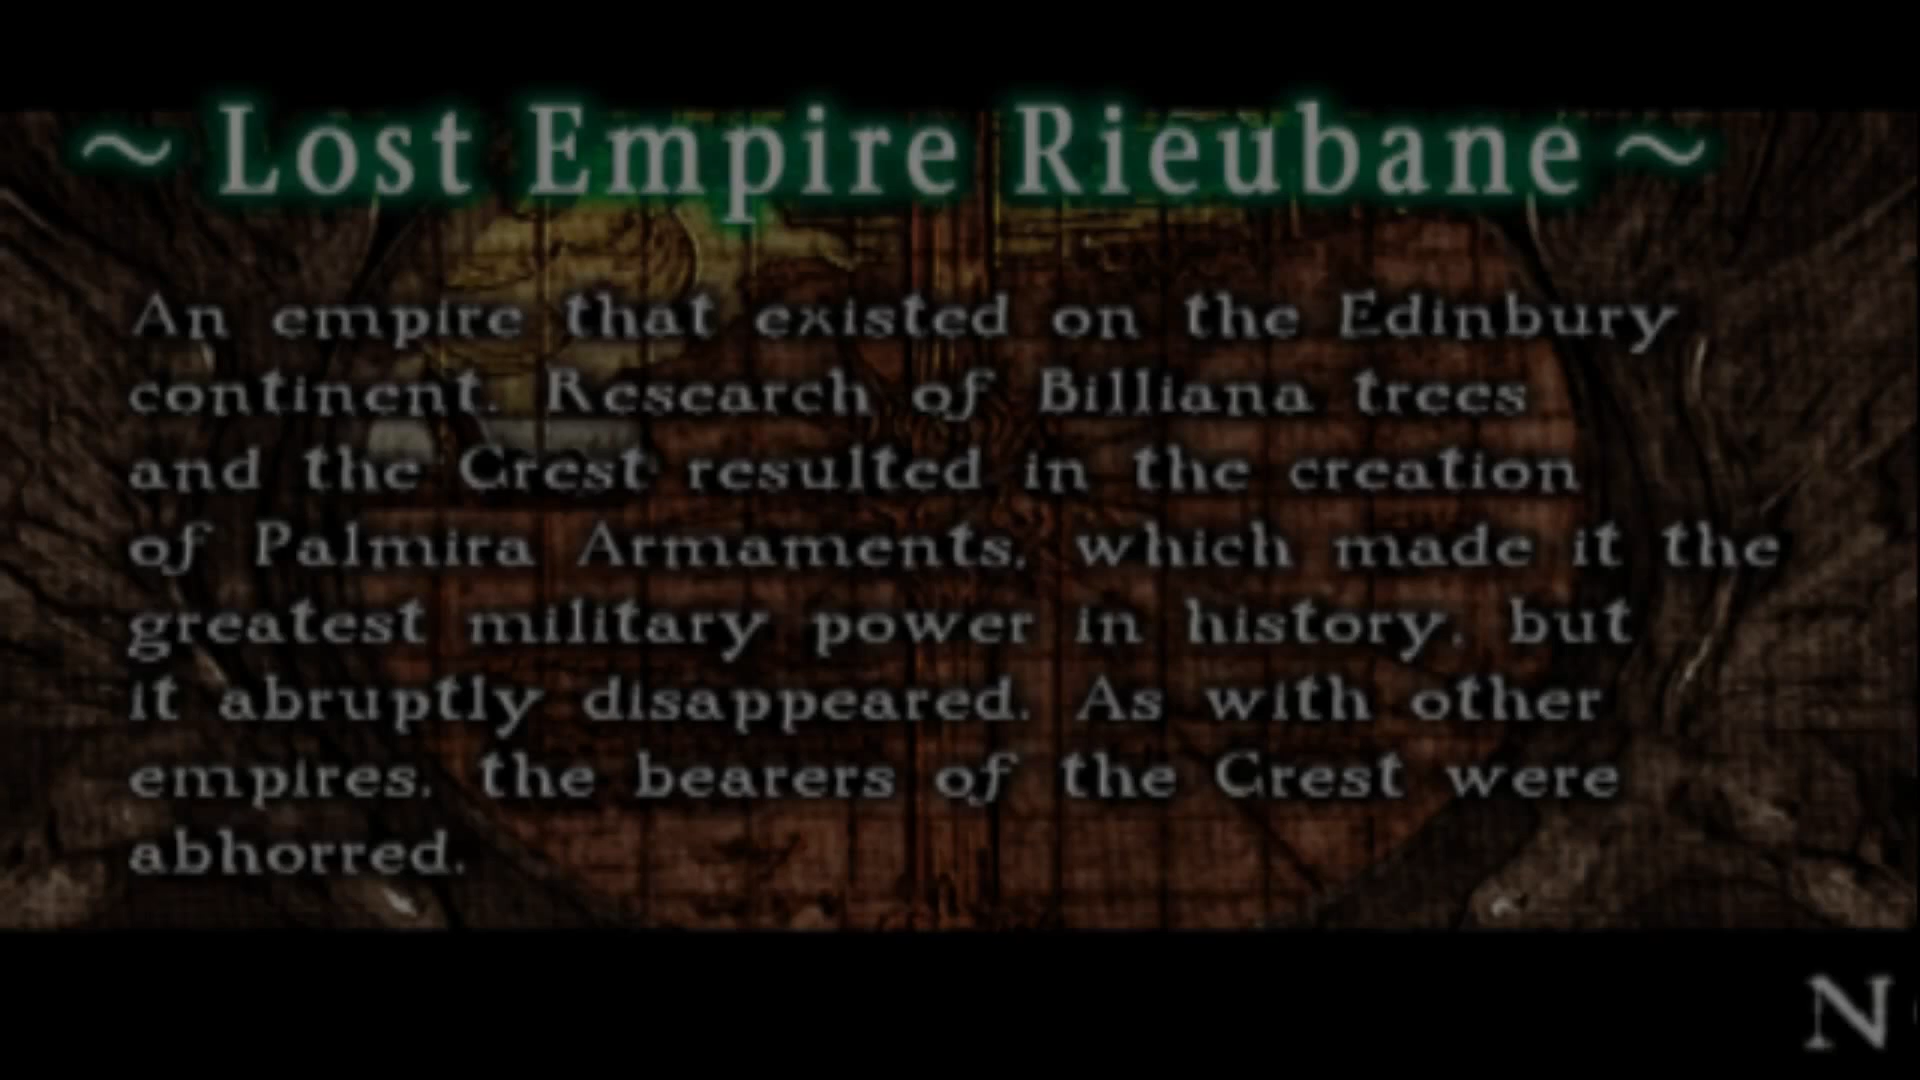 ~Lost Empire Rieubane~
An empire that existed on the Edinbury
continent. Research of Billiana trees
and the Crest resulted in the creation
of Palmira Armaments, which made it the
greatest military power in history, but
it abruptly disappeared. As with other
empires, the bearers of the Crest were
abhorred.
N